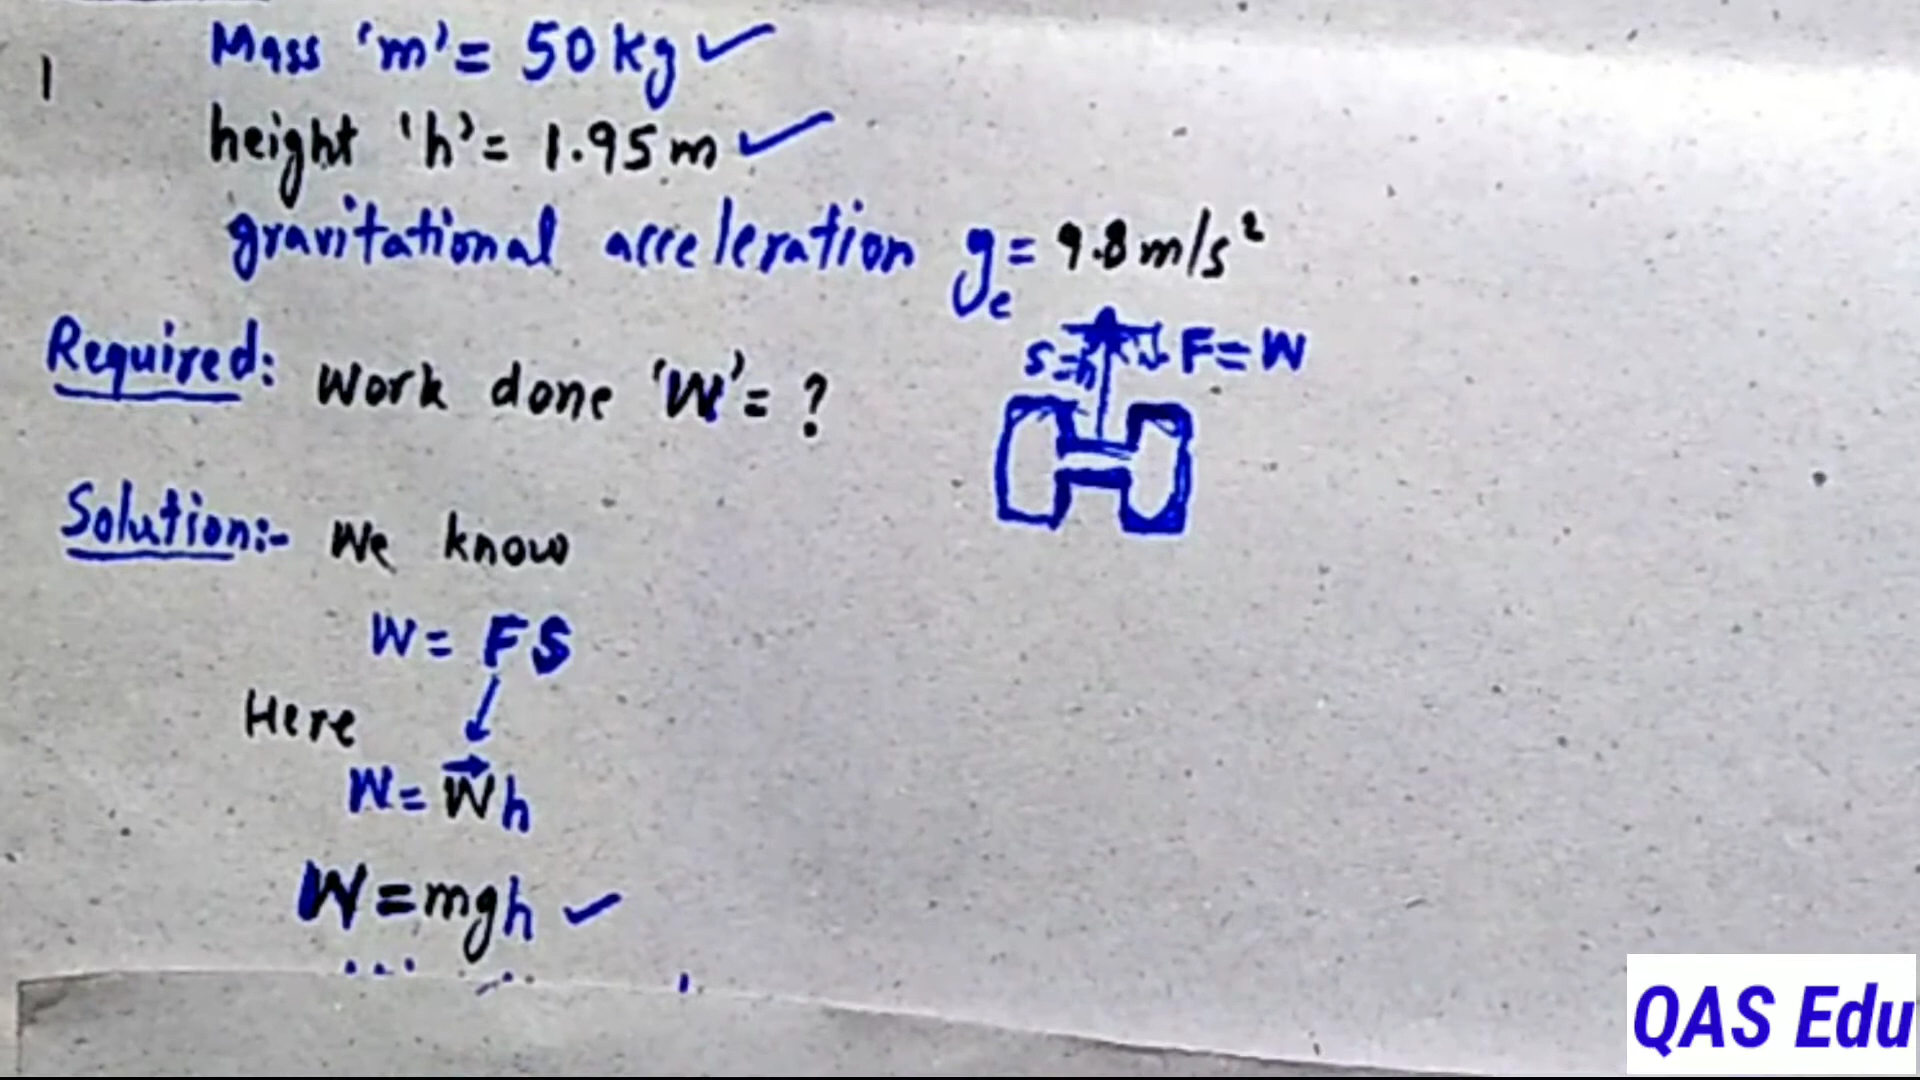 1
Mass 'm' = 50 kg ✓
height 'h' = 1.95 m ✓
gravitational acceleration gₑ = 9.8 m/s²
Required: Work done 'W' = ?
s=h F=W
Solution:- We know
W = FS
Here
W = W⃗h
W = mgh ✓
QAS Edu